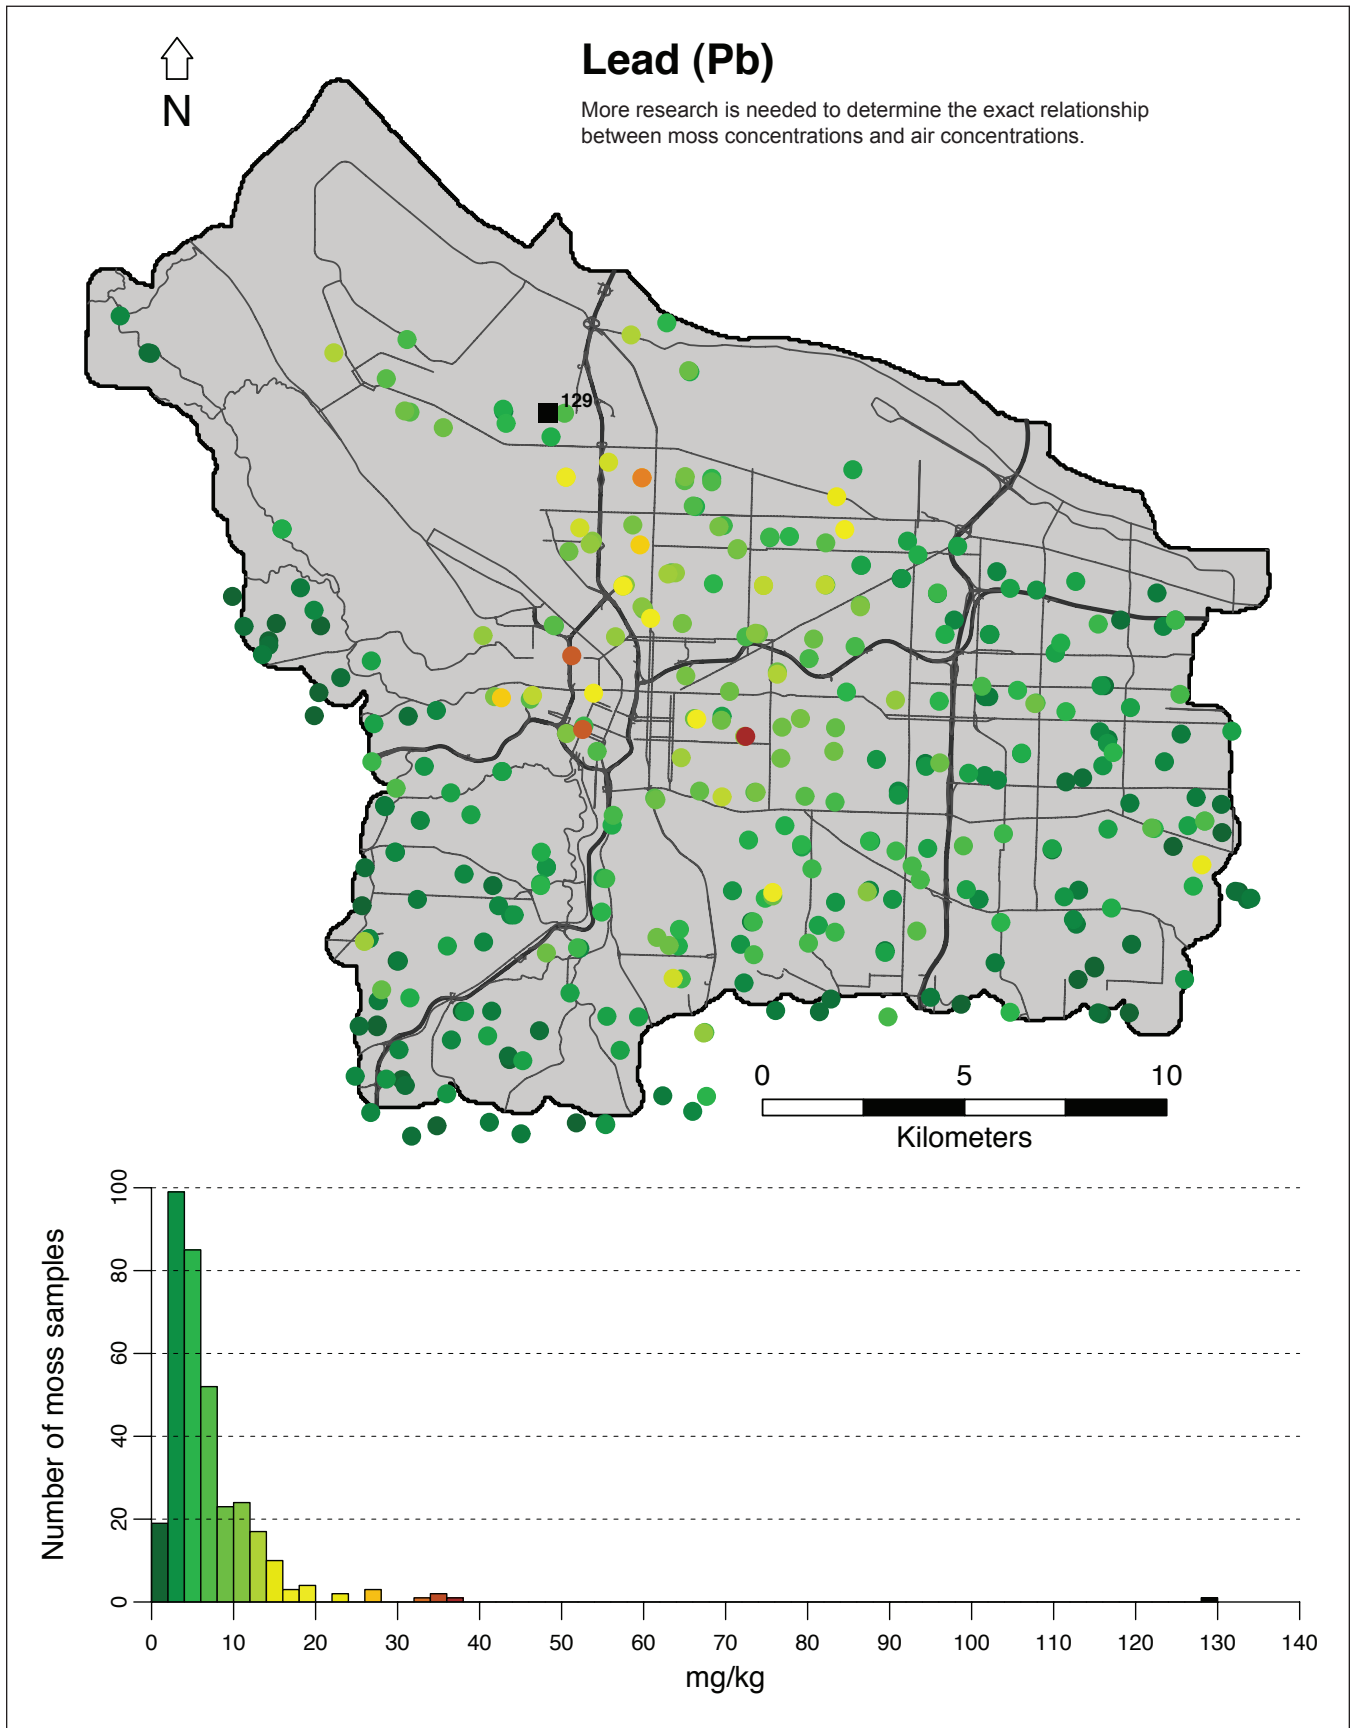 N
Lead (Pb)
More research is needed to determine the exact relationship
between moss concentrations and air concentrations.
129
0 5 10
Kilometers
Number of moss samples
100
80
60
40
20
0
0 10 20 30 40 50 60 70 80 90 100 110 120 130 140
mg/kg